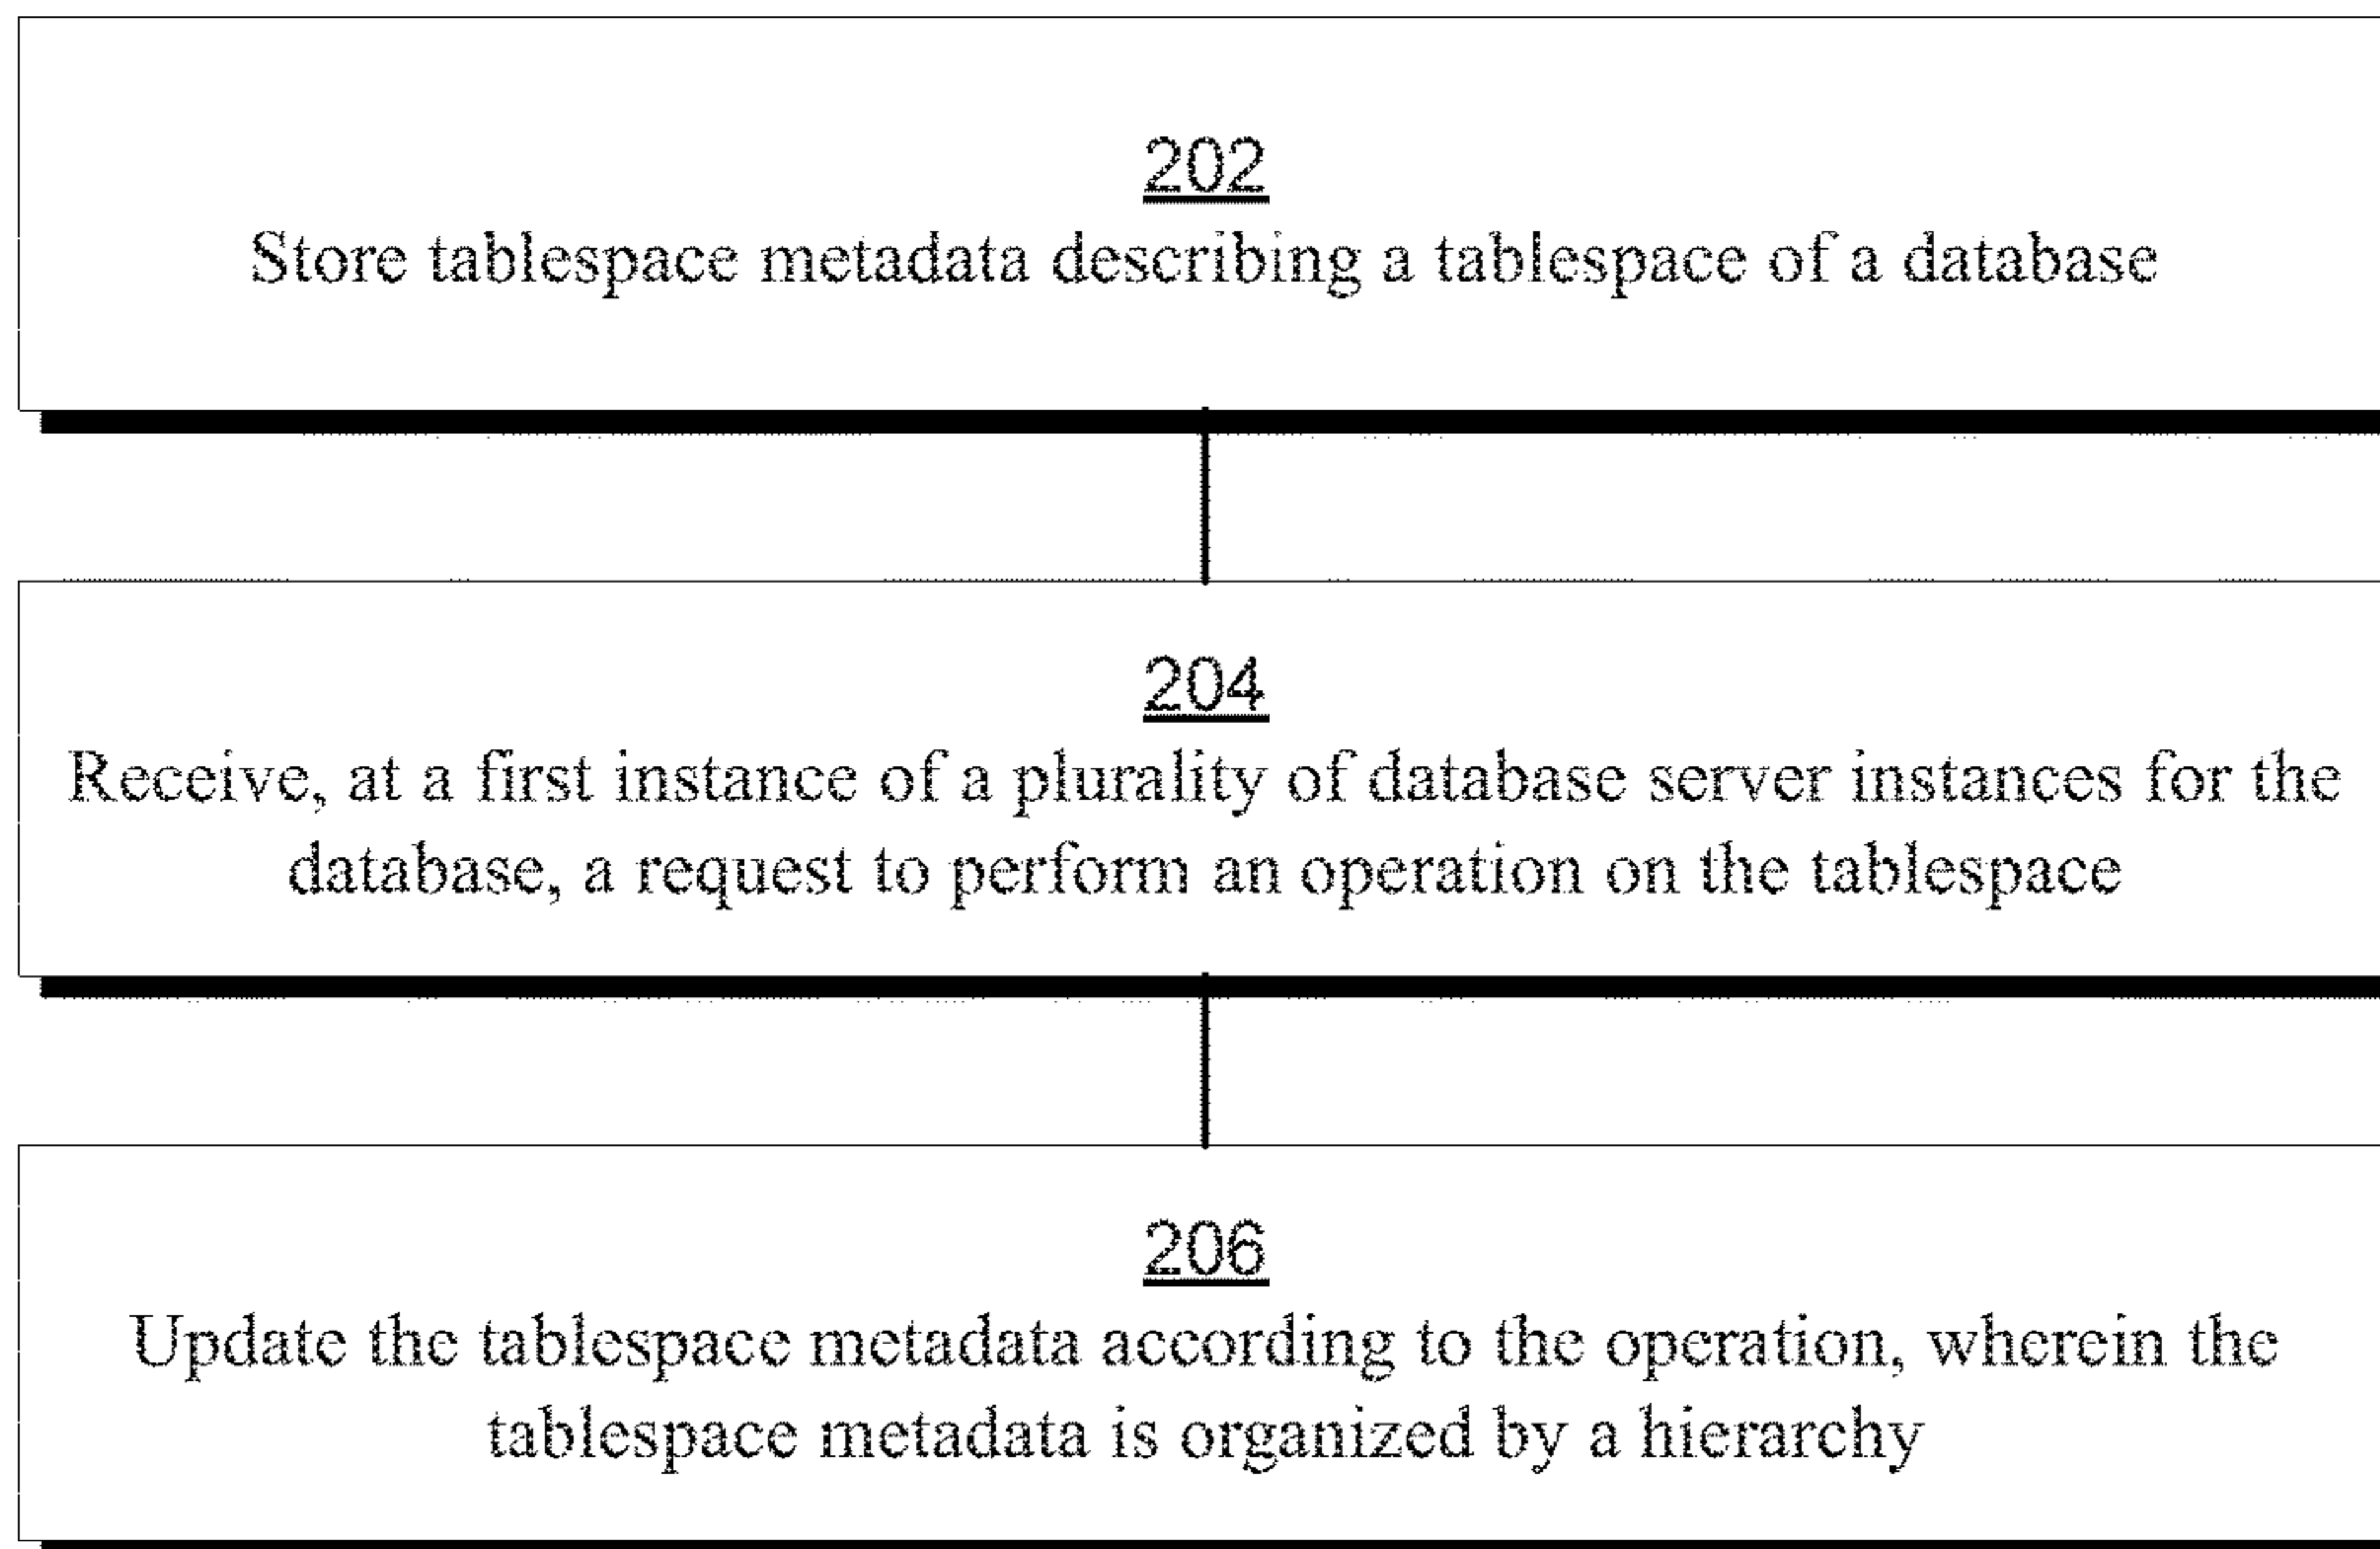 202
Store tablespace metadata describing a tablespace of a database
204
Receive, at a first instance of a plurality of database server instances for the
database, a request to perform an operation on the tablespace
206
Update the tablespace metadata according to the operation, wherein the
tablespace metadata is organized by a hierarchy